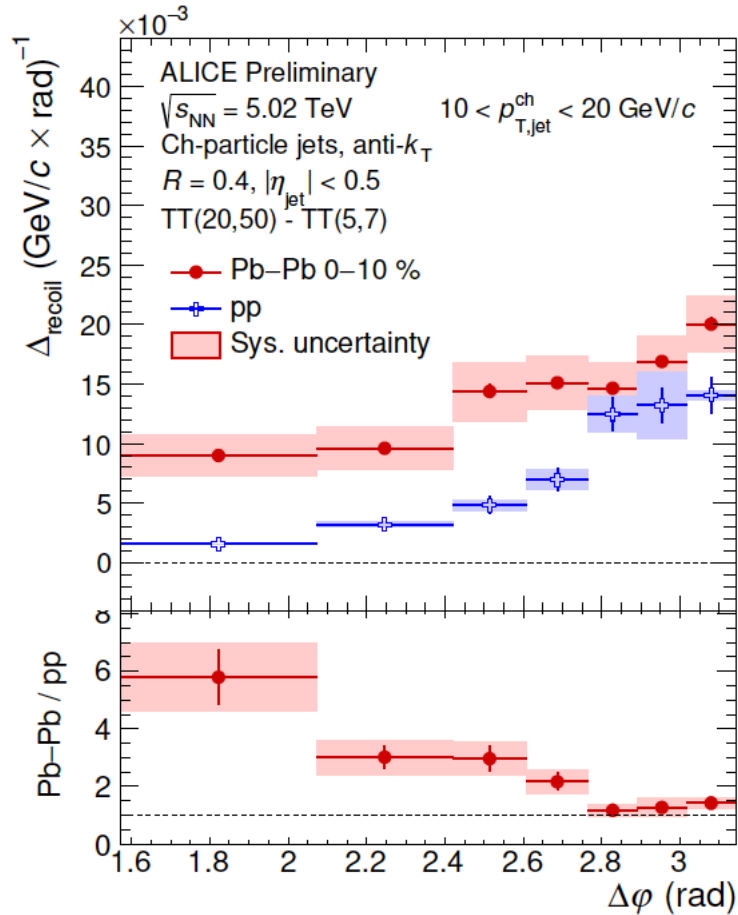 ×10⁻³
Δrecoil (GeV/c × rad)⁻¹
40
35
30
25
20
15
10
5
0
ALICE Preliminary
√sNN = 5.02 TeV 10 < p^ch_T,jet < 20 GeV/c
Ch-particle jets, anti-kT
R = 0.4, |ηjet| < 0.5
TT(20,50) - TT(5,7)
Pb–Pb 0–10 %
pp
Sys. uncertainty
Pb–Pb / pp
8
6
4
2
0
1.6 1.8 2 2.2 2.4 2.6 2.8 3
Δφ (rad)